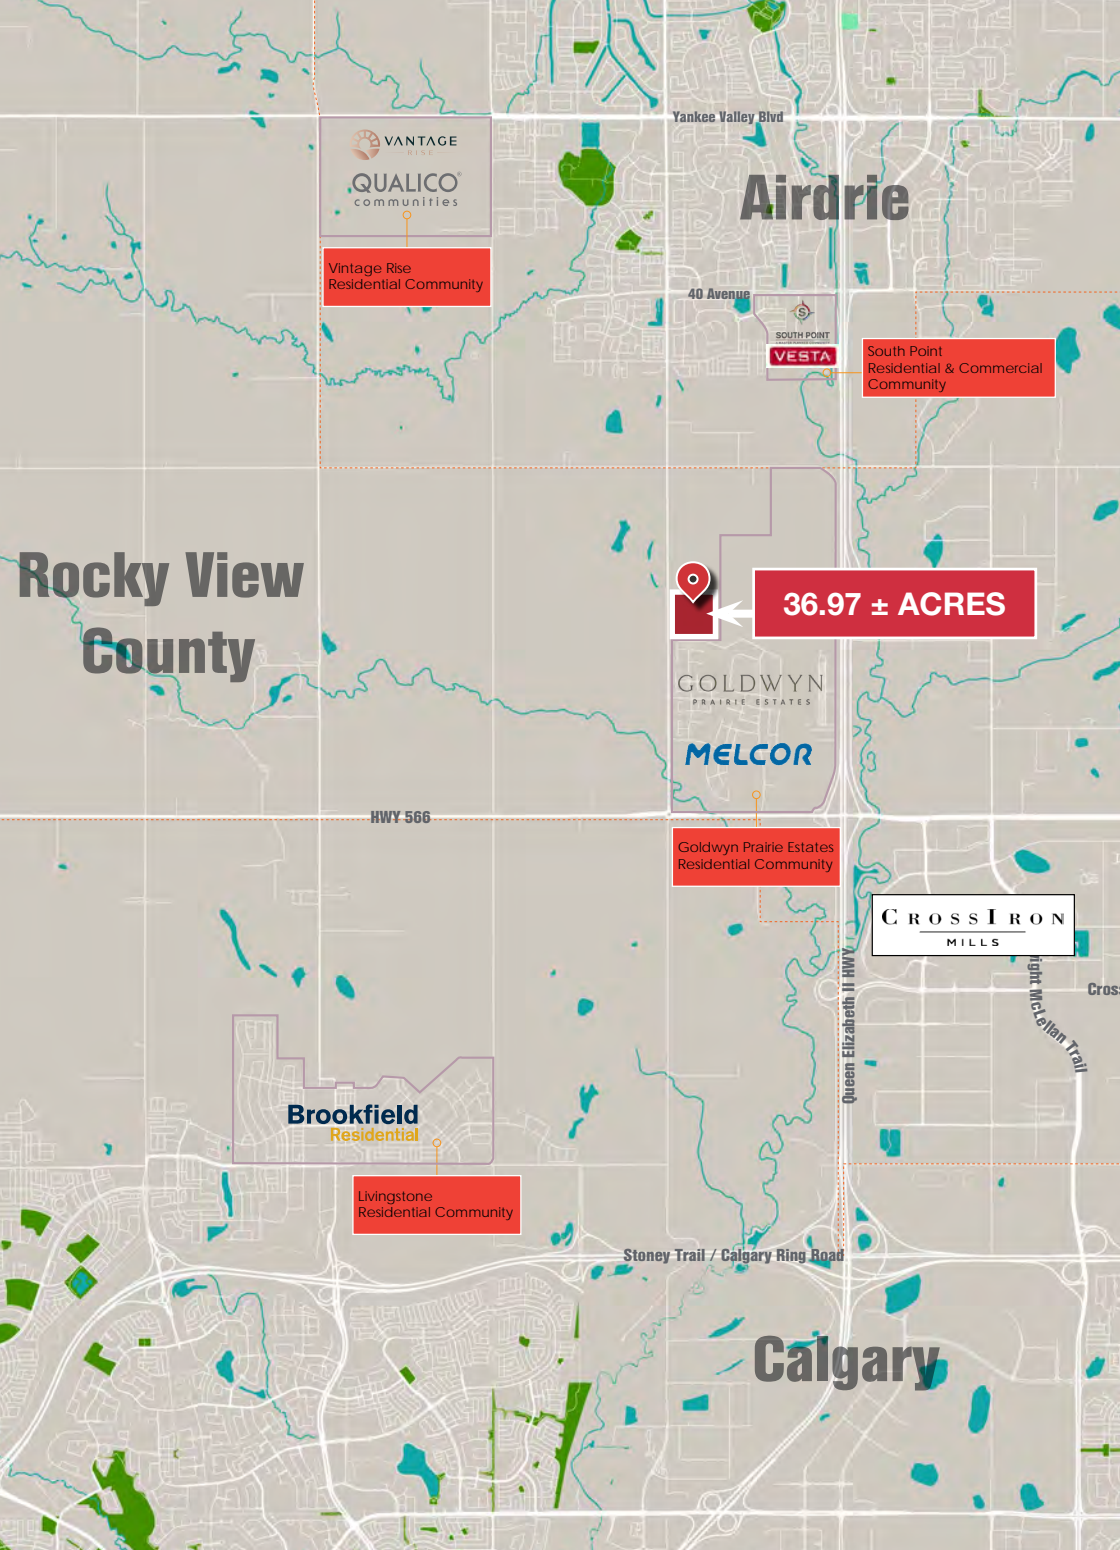 Yankee Valley Blvd
VANTAGE
RISE
QUALICO
communities
Airdrie
Vintage Rise
Residential Community
40 Avenue
S
SOUTH POINT
VESTA
South Point
Residential & Commercial
Community
Rocky View
County
36.97 ± ACRES
GOLDWYN
PRAIRIE ESTATES
MELCOR
HWY 566
Goldwyn Prairie Estates
Residential Community
CROSSIRON
MILLS
Queen Elizabeth II HWY
McLellan Trail
Brookfield
Residential
Livingstone
Residential Community
Stoney Trail / Calgary Ring Road
Calgary